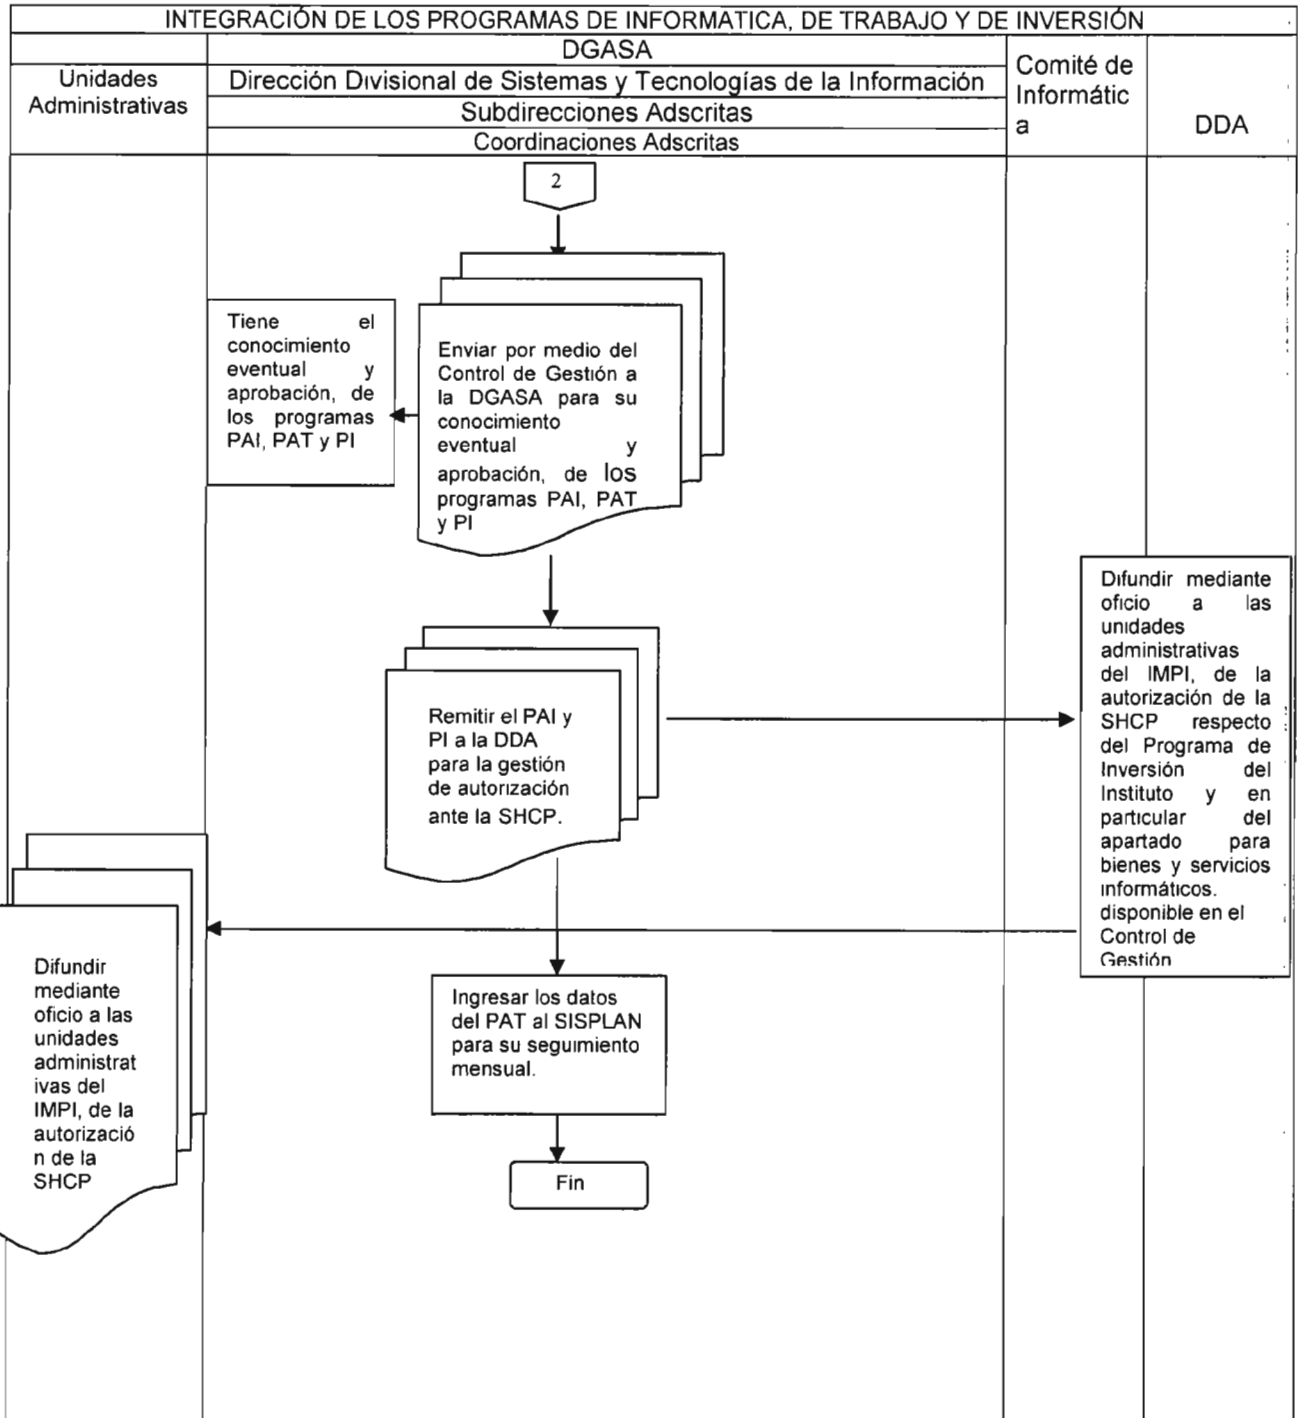 INTEGRACIÓN DE LOS PROGRAMAS DE INFORMATICA, DE TRABAJO Y DE INVERSIÓN
Unidades
Administrativas
DGASA
Dirección Divisional de Sistemas y Tecnologías de la Información
Subdirecciones Adscritas
Coordinaciones Adscritas
Comité de
Informátic
a
DDA
2
Tiene el
conocimiento
eventual y
aprobación, de
los programas
PAI, PAT y PI
Enviar por medio del
Control de Gestión a
la DGASA para su
conocimiento
eventual y
aprobación, de los
programas PAI, PAT
y PI
Remitir el PAI y
PI a la DDA
para la gestión
de autorización
ante la SHCP.
Difundir mediante
oficio a las
unidades
administrativas
del IMPI, de la
autorización de la
SHCP respecto
del Programa de
Inversión del
Instituto y en
particular del
apartado para
bienes y servicios
informáticos.
disponible en el
Control de
Gestión
Difundir
mediante
oficio a las
unidades
administrat
ivas del
IMPI, de la
autorizació
n de la
SHCP
Ingresar los datos
del PAT al SISPLAN
para su seguimiento
mensual.
Fin